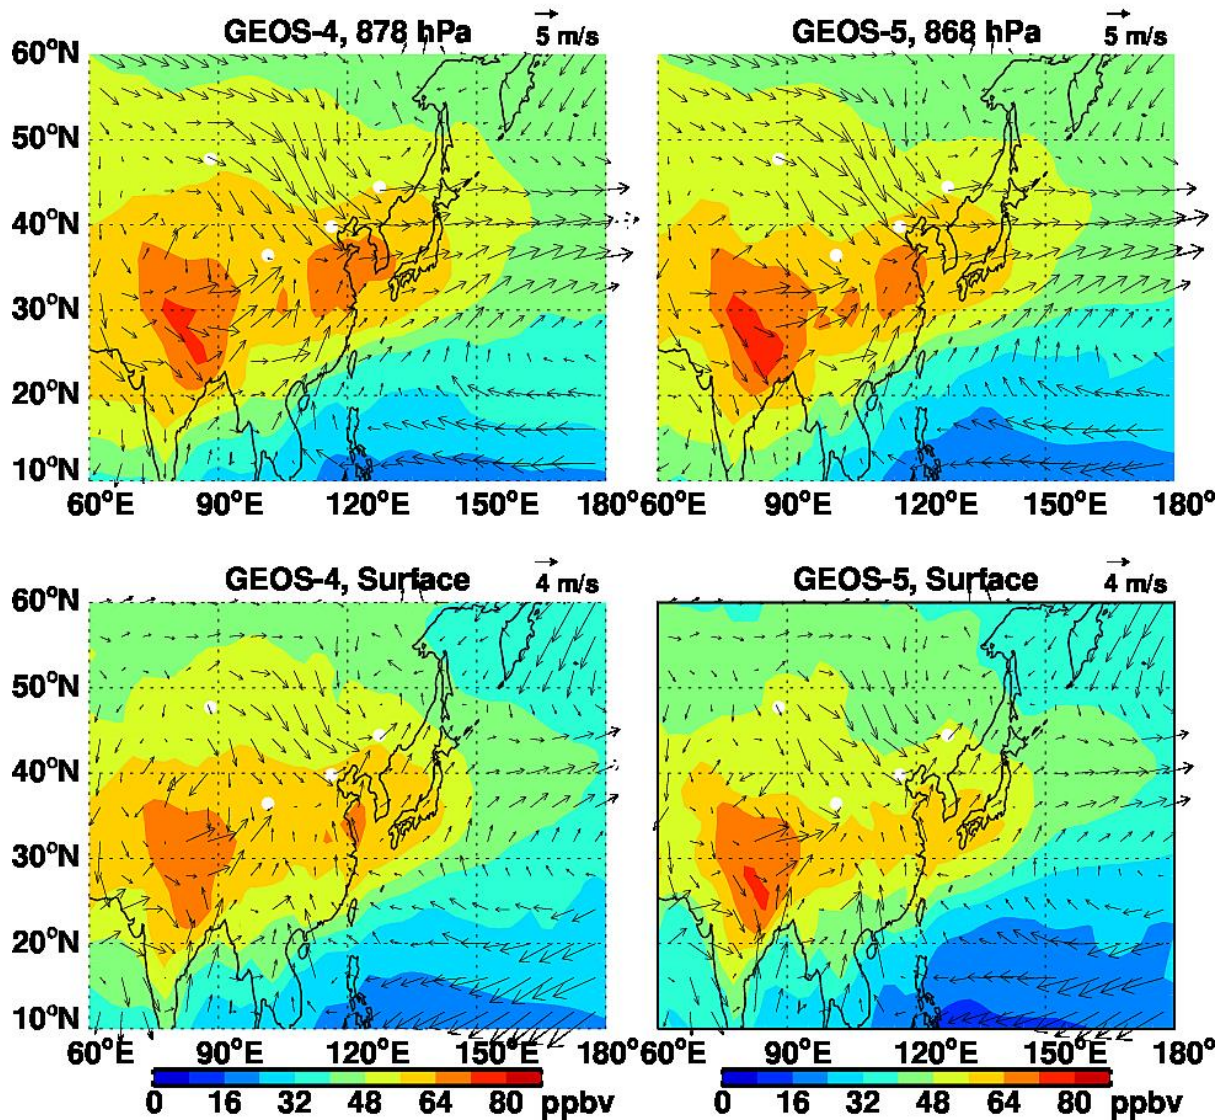 GEOS-4, 878 hPa 5 m/s
GEOS-5, 868 hPa 5 m/s
60°N
50°N
40°N
30°N
20°N
10°N
60°E 90°E 120°E 150°E 180°
60°E 90°E 120°E 150°E 180°
GEOS-4, Surface 4 m/s
GEOS-5, Surface 4 m/s
60°N
50°N
40°N
30°N
20°N
10°N
60°E 90°E 120°E 150°E 180°
60°E 90°E 120°E 150°E 180°
0 16 32 48 64 80 ppbv
0 16 32 48 64 80 ppbv